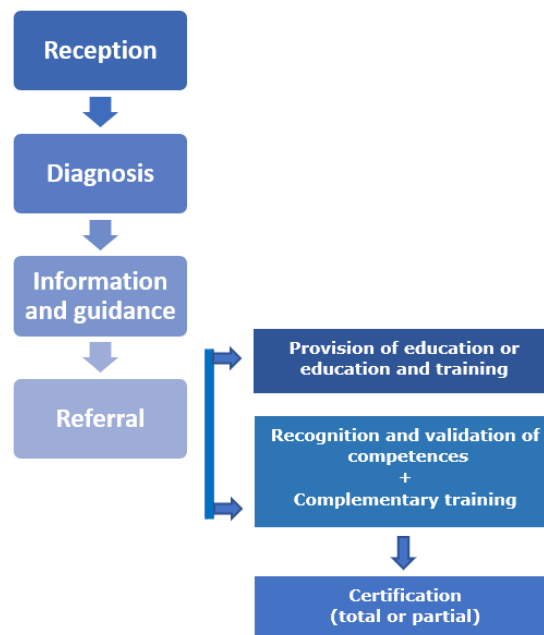 Reception
Diagnosis
Information
and guidance
Referral
Provision of education or
education and training
Recognition and validation of
competences
+
Complementary training
Certification
(total or partial)